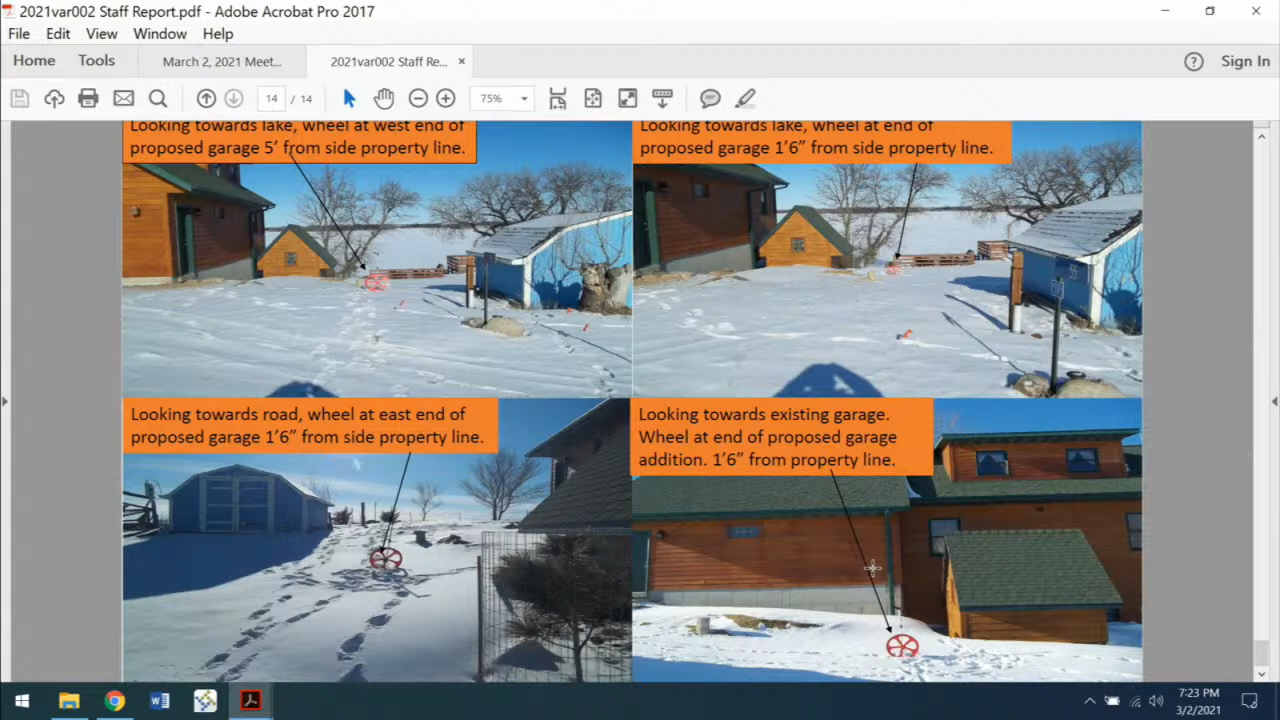 2021var002 Staff Report.pdf - Adobe Acrobat Pro 2017
File Edit View Window Help
Home Tools March 2, 2021 Meet... 2021var002 Staff Re... × ? Sign In
14 / 14 75%
Looking towards lake, wheel at west end of
proposed garage 5’ from side property line.
Looking towards lake, wheel at end of
proposed garage 1’6” from side property line.
Looking towards road, wheel at east end of
proposed garage 1’6” from side property line.
Looking towards existing garage.
Wheel at end of proposed garage
addition. 1’6” from property line.
7:23 PM
3/2/2021